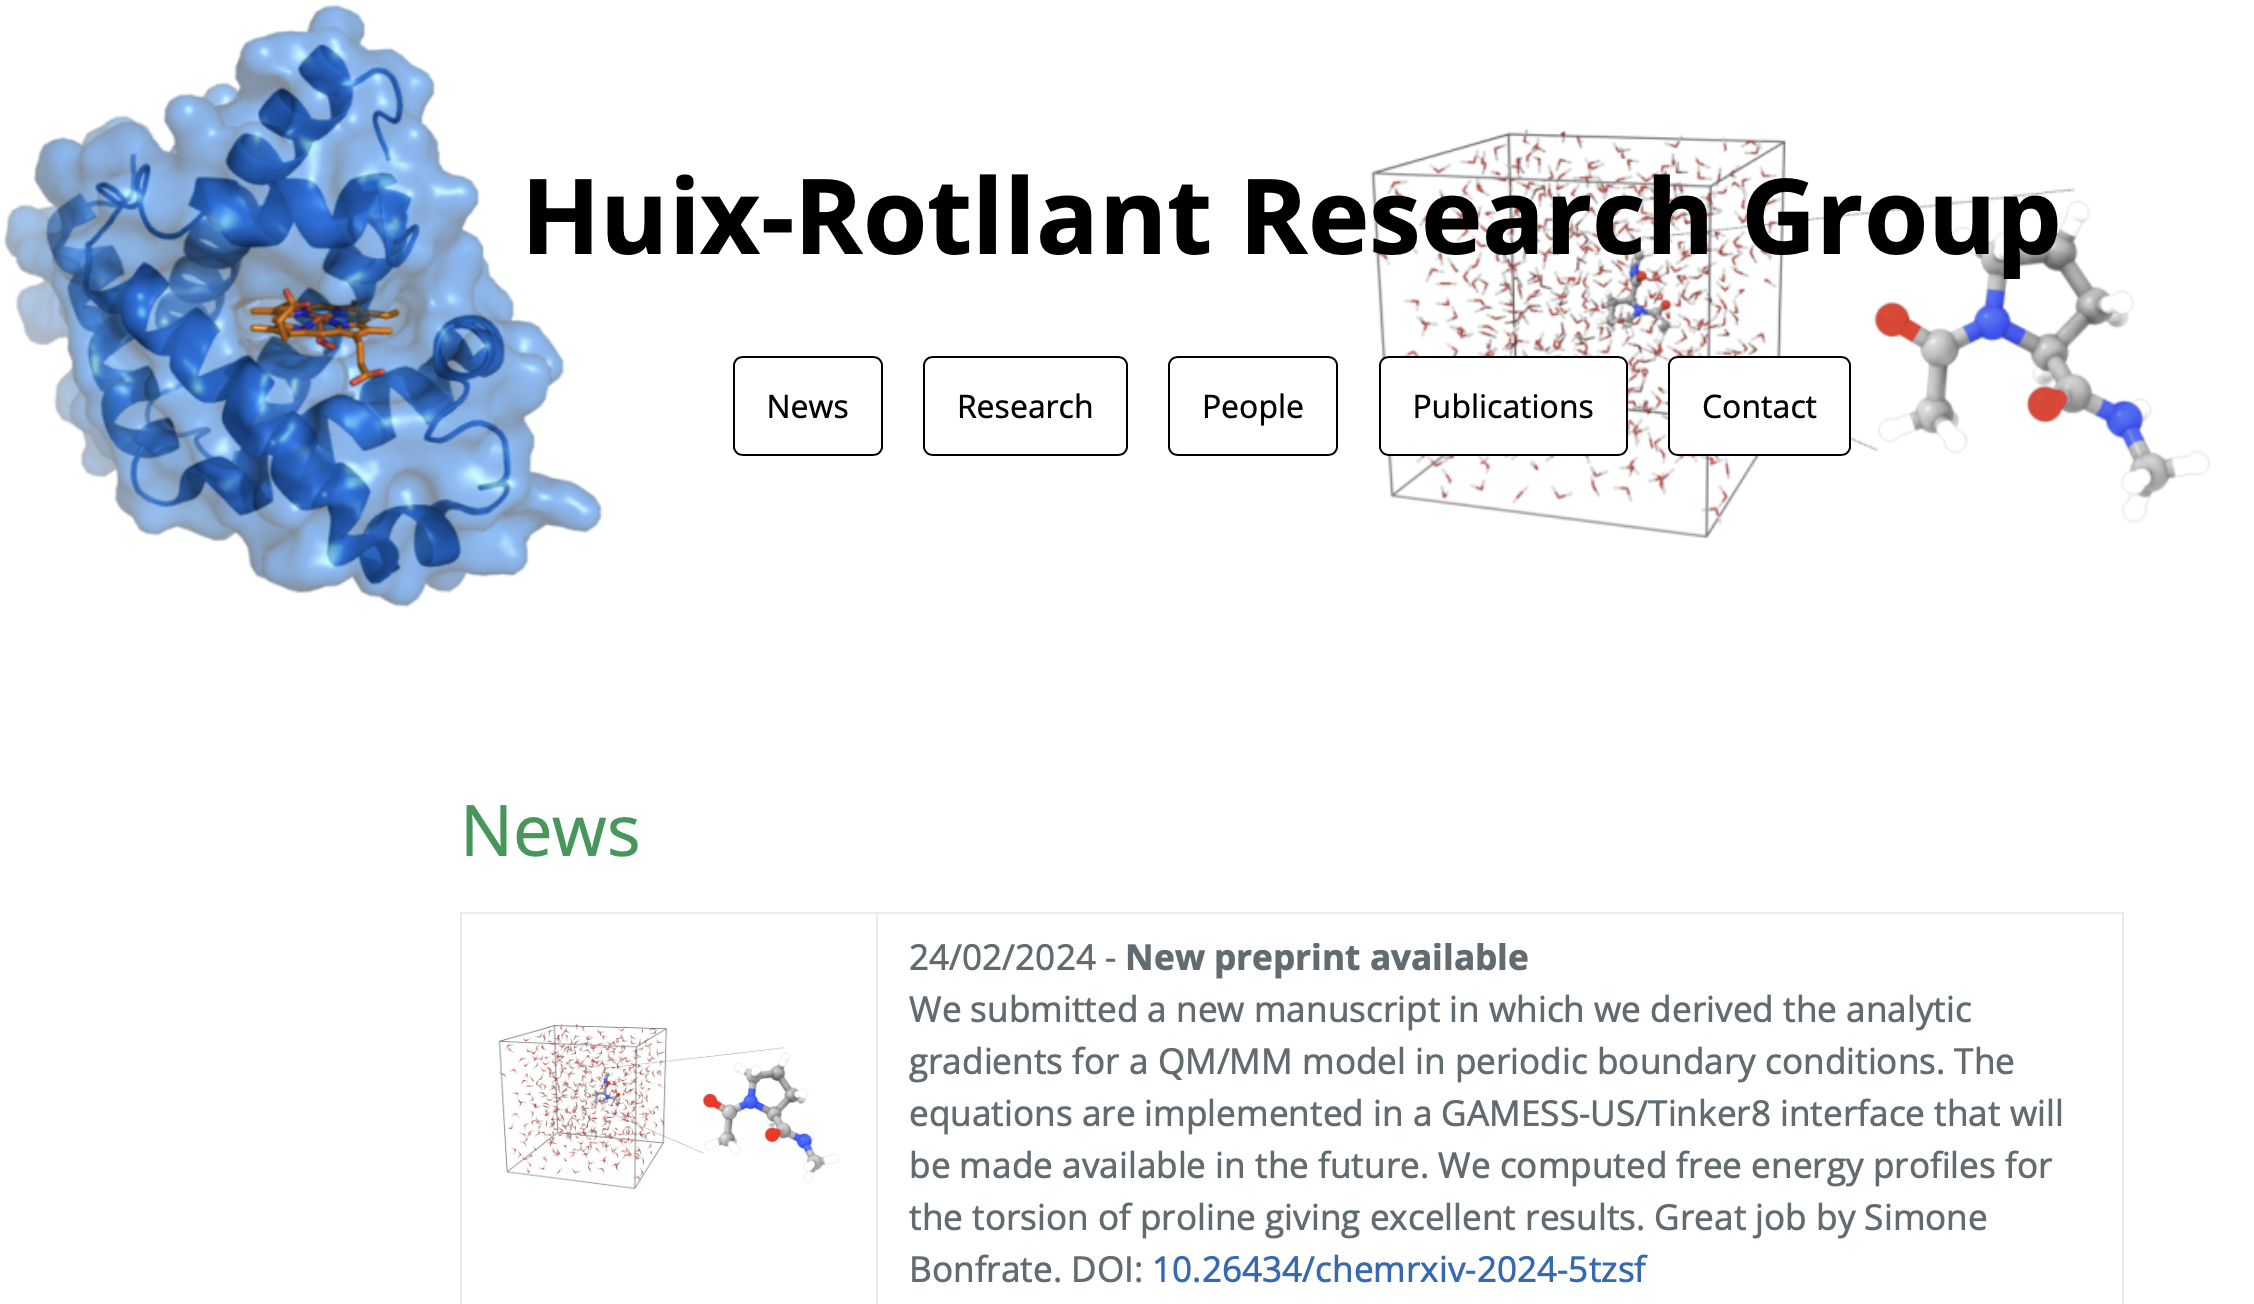 Huix-Rotllant Research Group
News
Research
People
Publications
Contact
News
24/02/2024 - New preprint available
We submitted a new manuscript in which we derived the analytic
gradients for a QM/MM model in periodic boundary conditions. The
equations are implemented in a GAMESS-US/Tinker8 interface that will
be made available in the future. We computed free energy profiles for
the torsion of proline giving excellent results. Great job by Simone
Bonfrate. DOI: 10.26434/chemrxiv-2024-5tzsf